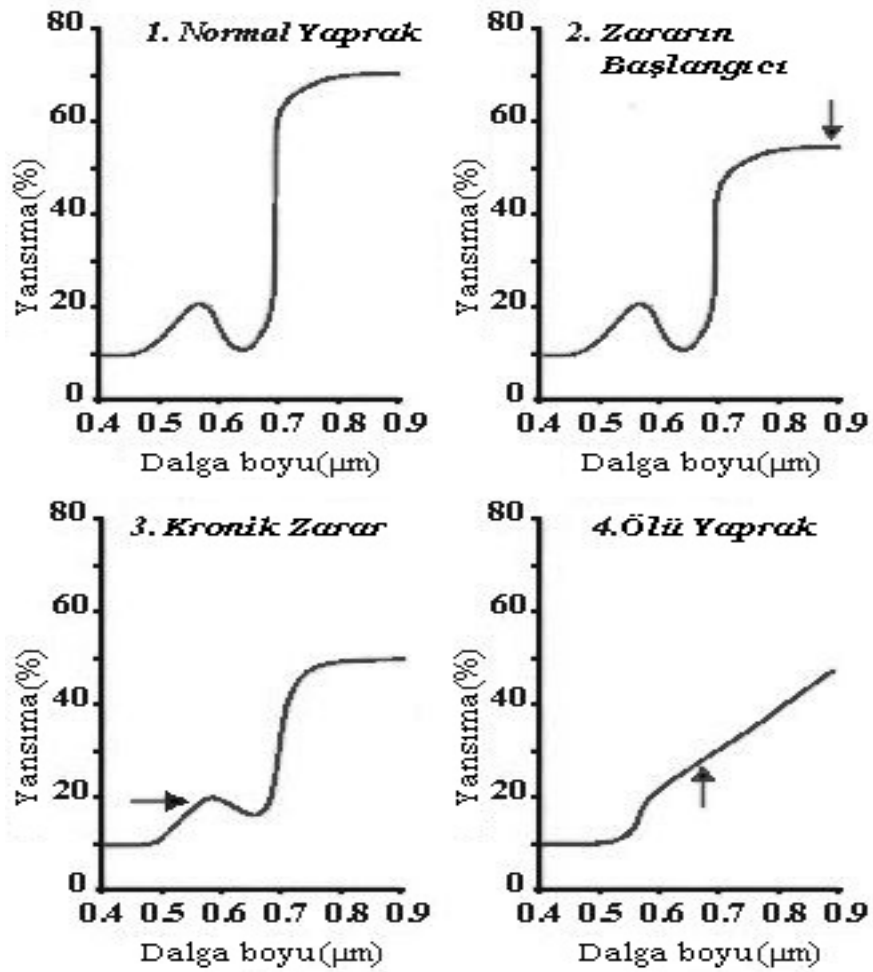 1. Normal Yaprak
80
60
40
20
0
Yansıma(%)
0.4 0.5 0.6 0.7 0.8 0.9
Dalga boyu(µm)
2. Zararın
Başlangıcı
80
60
40
20
0
Yansıma(%)
0.4 0.5 0.6 0.7 0.8 0.9
Dalga boyu(µm)
3. Kronik Zarar
80
60
40
20
0
Yansıma(%)
0.4 0.5 0.6 0.7 0.8 0.9
Dalga boyu(µm)
4.Ölü Yaprak
80
60
40
20
0
Yansıma(%)
0.4 0.5 0.6 0.7 0.8 0.9
Dalga boyu(µm)